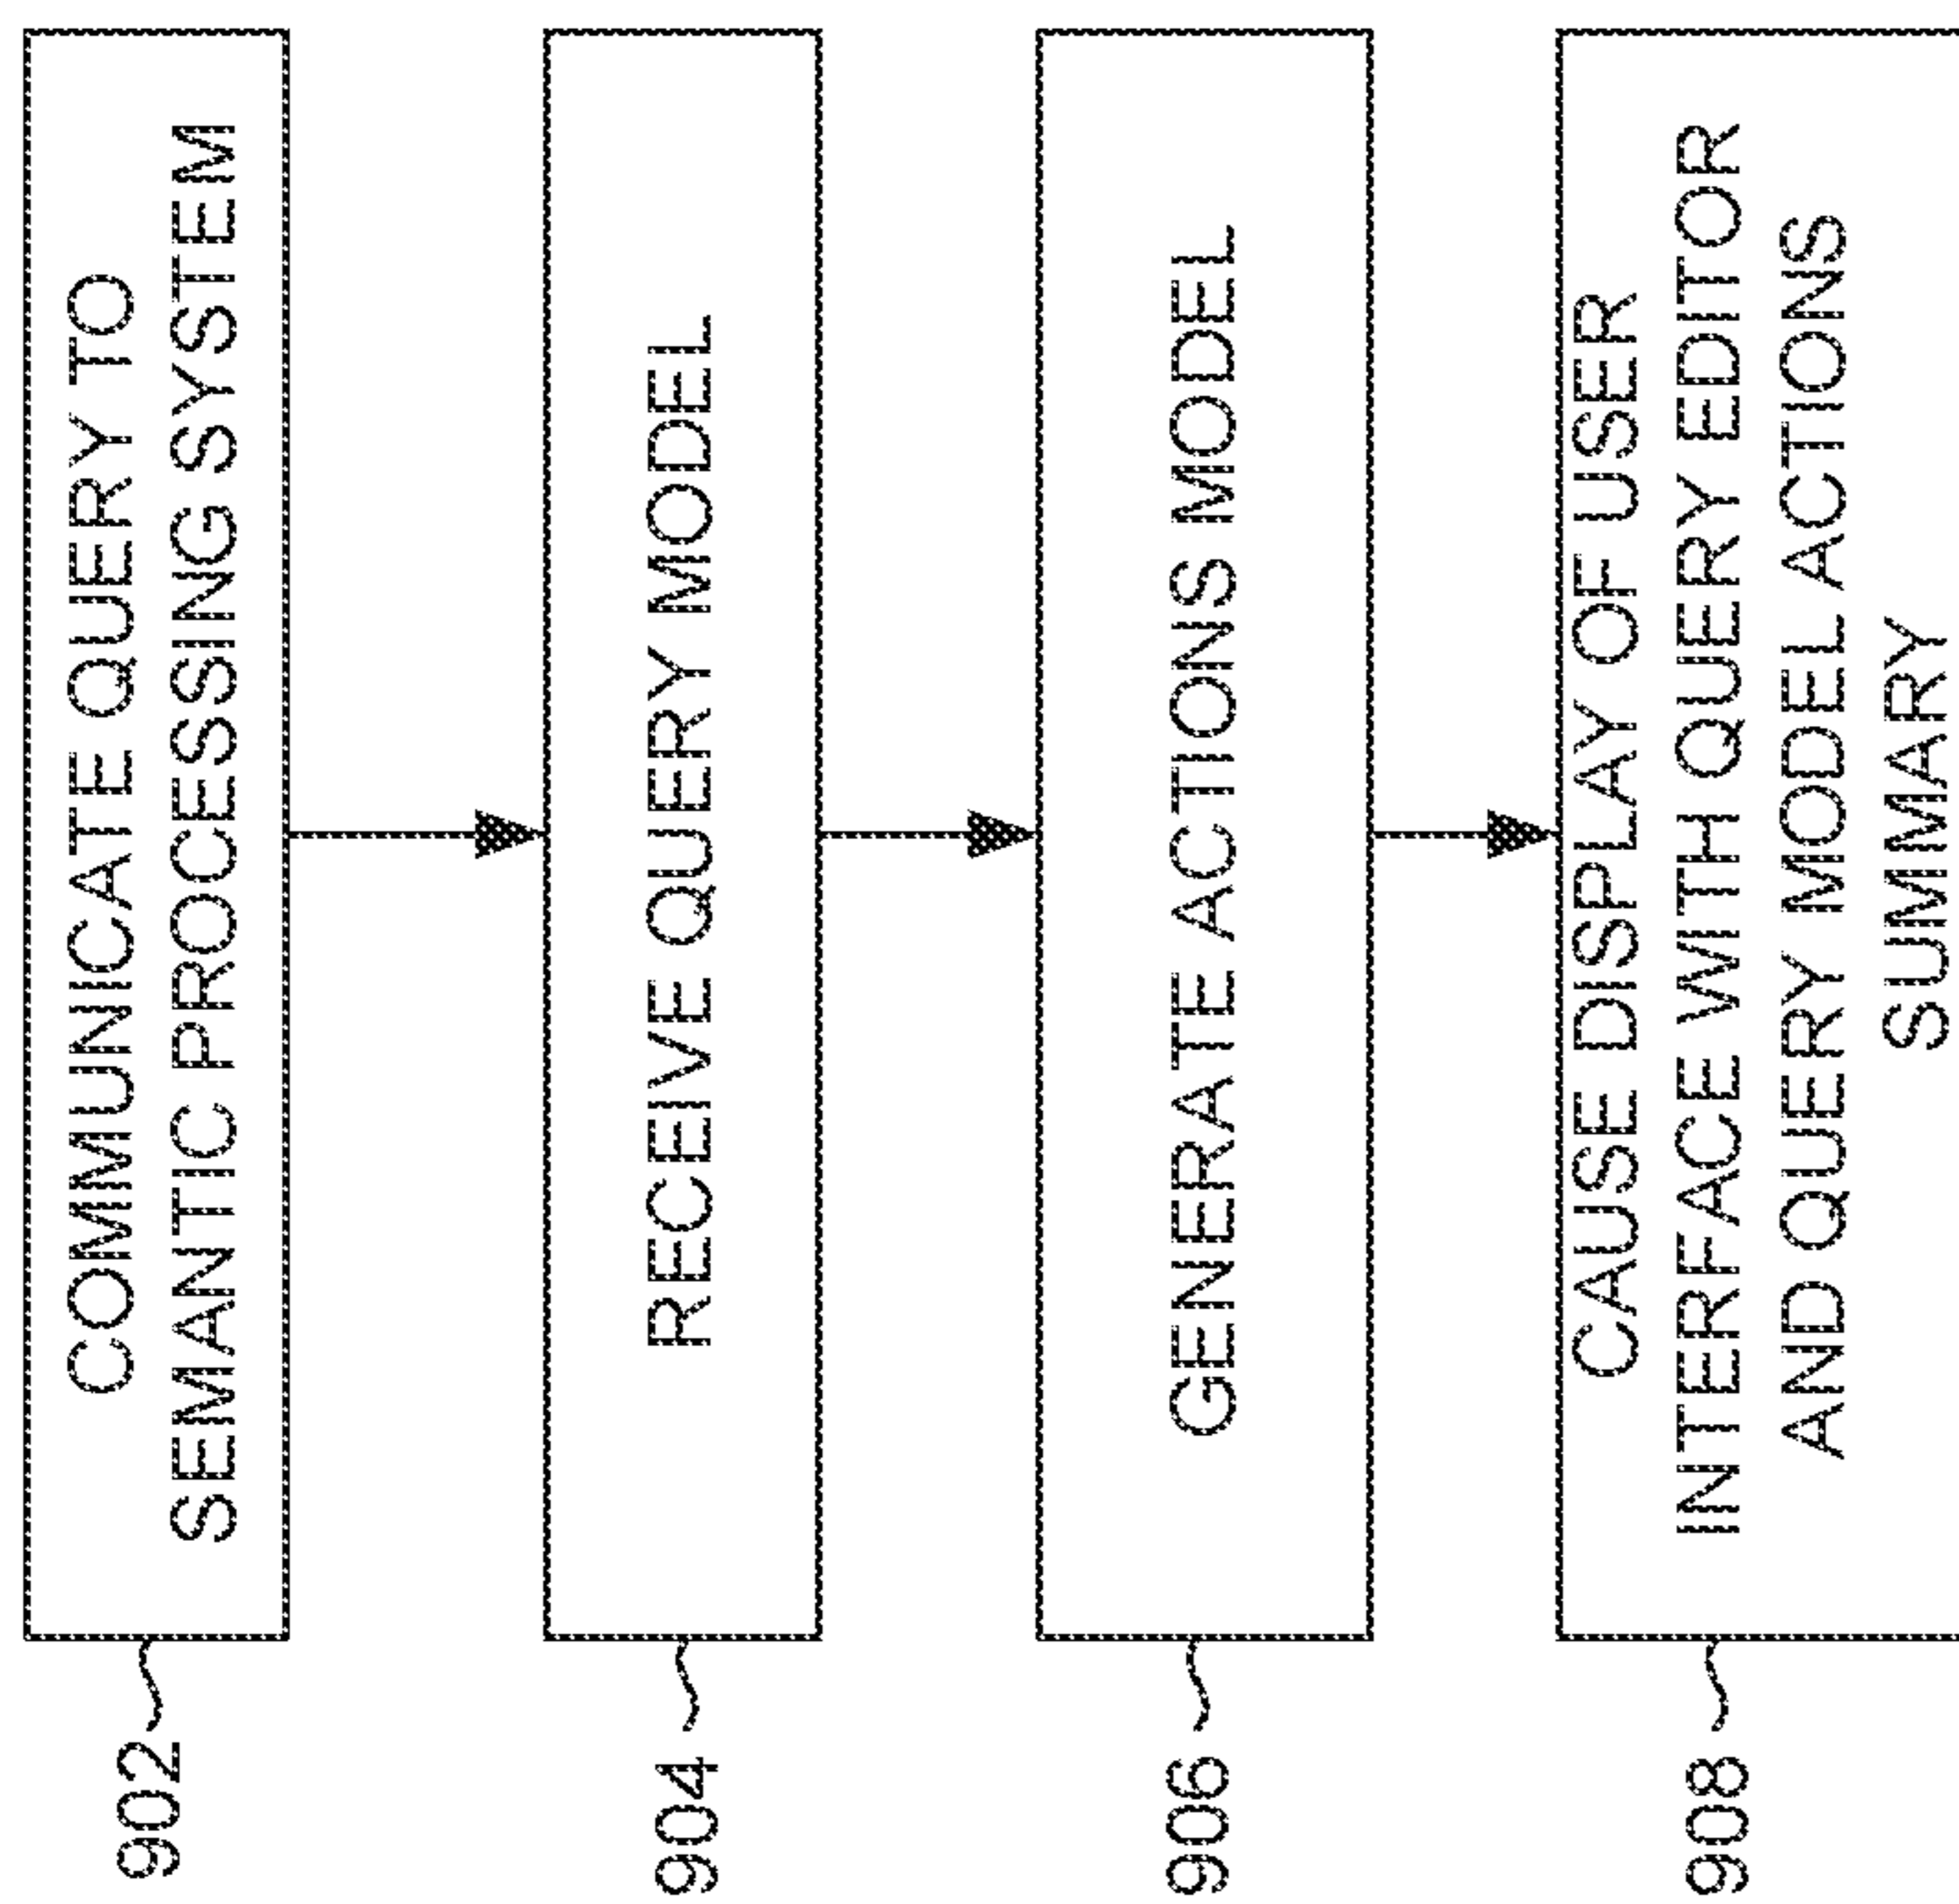 902
COMMUNICATE QUERY TO
SEMANTIC PROCESSING SYSTEM
904
RECEIVE QUERY MODEL
906
GENERATE ACTIONS MODEL
908
CAUSE DISPLAY OF USER
INTERFACE WITH QUERY EDITOR
AND QUERY MODEL ACTIONS
SUMMARY